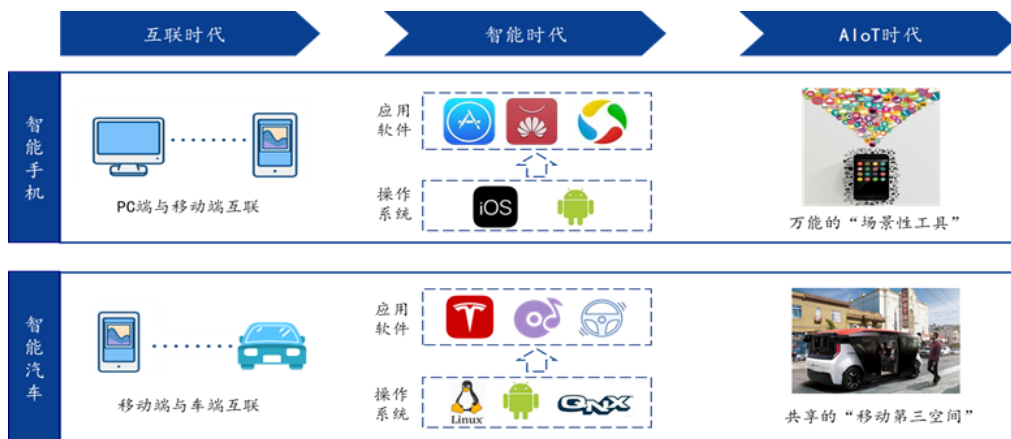 互联时代
智能时代
AIoT时代
智能手机
PC端与移动端互联
应用
软件
操作
系统
iOS
万能的“场景性工具”
智能汽车
移动端与车端互联
应用
软件
操作
系统
Linux
QNX
共享的“移动第三空间”